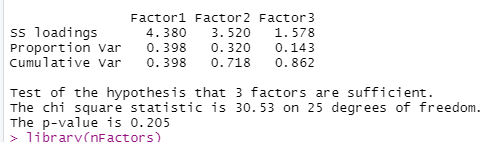 Factor1 Factor2 Factor3
SS loadings 4.380 3.520 1.578
Proportion Var 0.398 0.320 0.143
Cumulative Var 0.398 0.718 0.862
Test of the hypothesis that 3 factors are sufficient.
The chi square statistic is 30.53 on 25 degrees of freedom.
The p-value is 0.205
> library(nFactors)